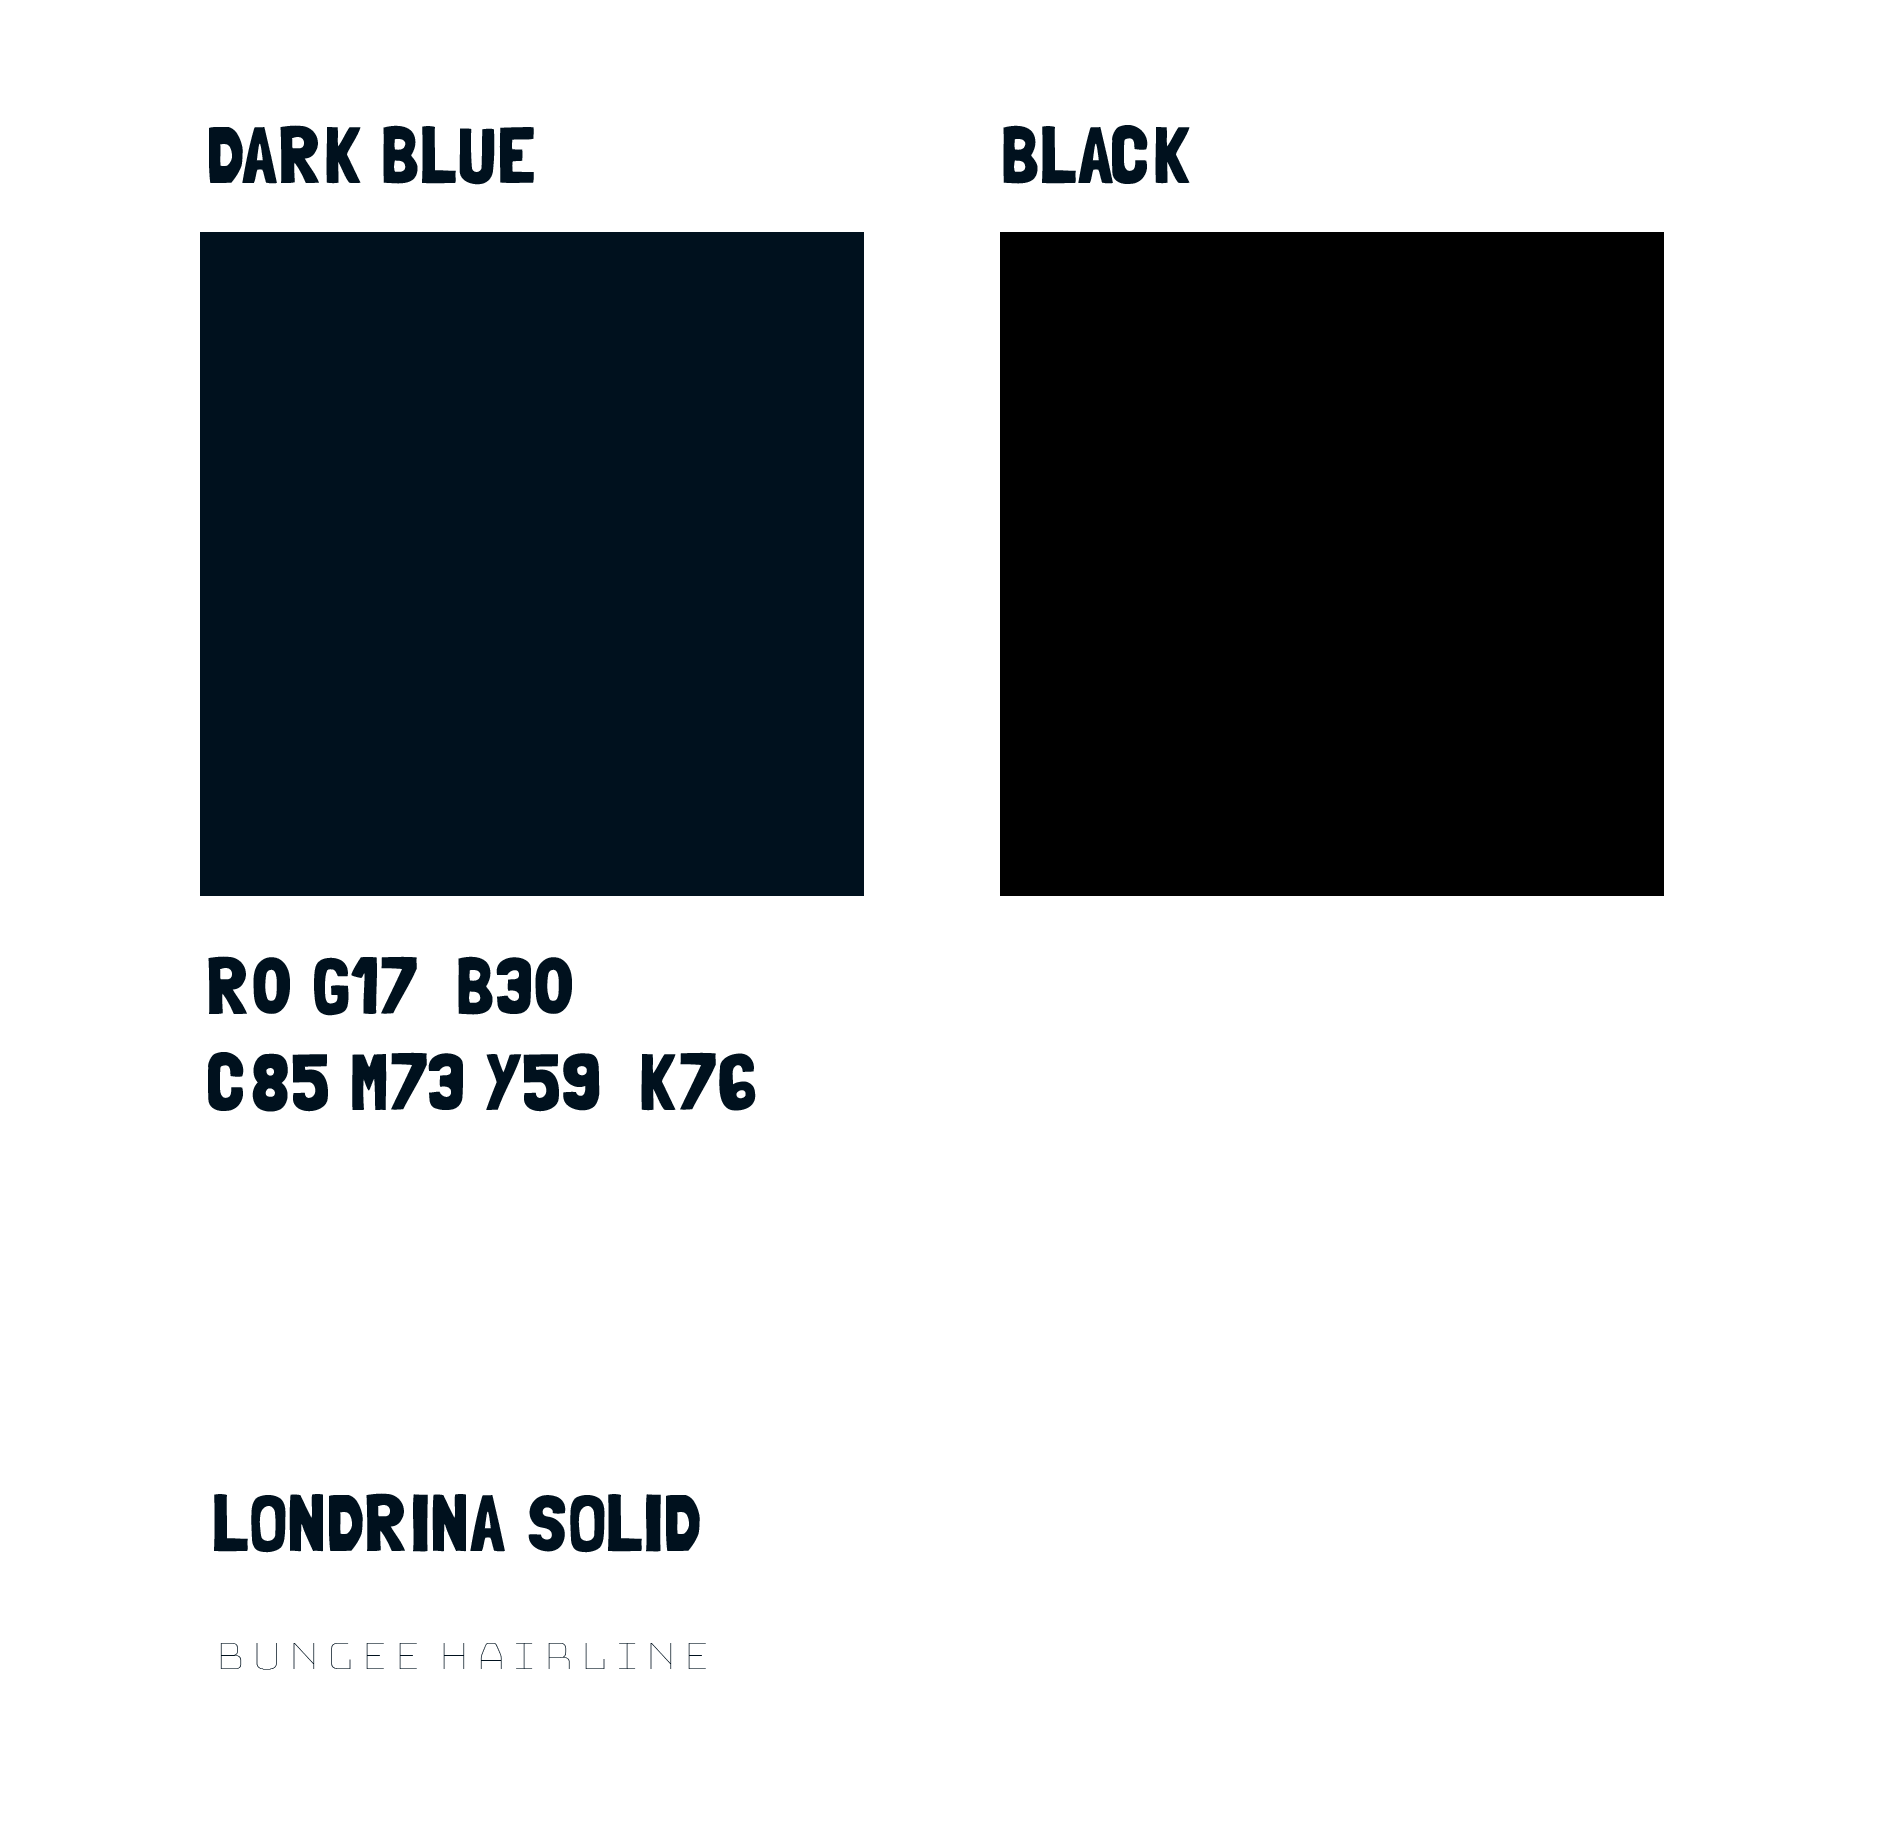 DARK BLUE
BLACK
R0 G17 B30
C85 M73 Y59 K76
LONDRINA SOLID
BUNGEE HAIRLINE